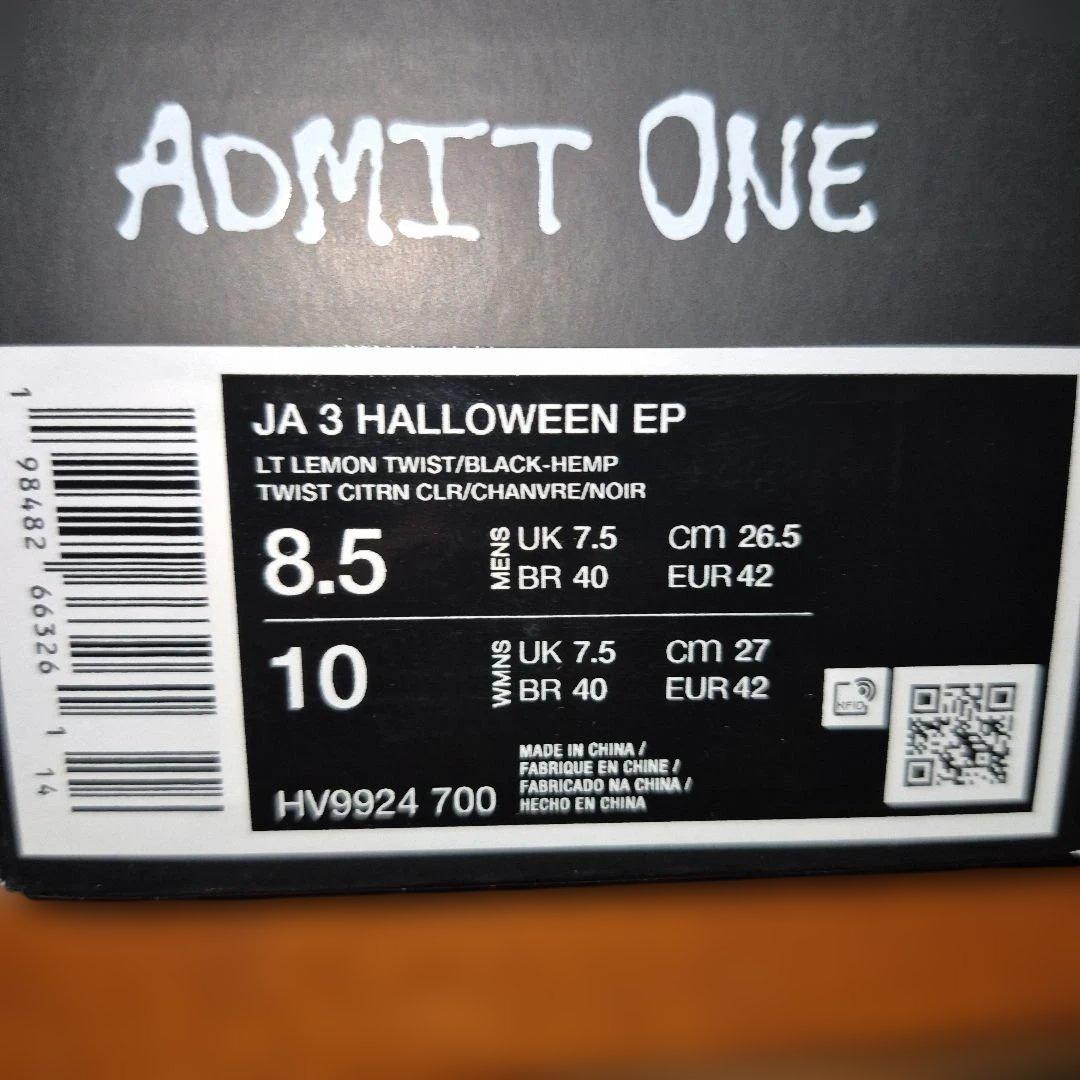 ADMIT ONE
JA 3 HALLOWEEN EP
LT LEMON TWIST/BLACK-HEMP
TWIST CITRN CLR/CHANVRE/NOIR
8.5 MENS UK 7.5 cm 26.5
BR 40 EUR 42
10 WMNS UK 7.5 cm 27
BR 40 EUR 42
MADE IN CHINA /
FABRIQUE EN CHINE /
FABRICADO NA CHINA /
HECHO EN CHINA
HV9924 700
1 98482 66326 1 14
RFID